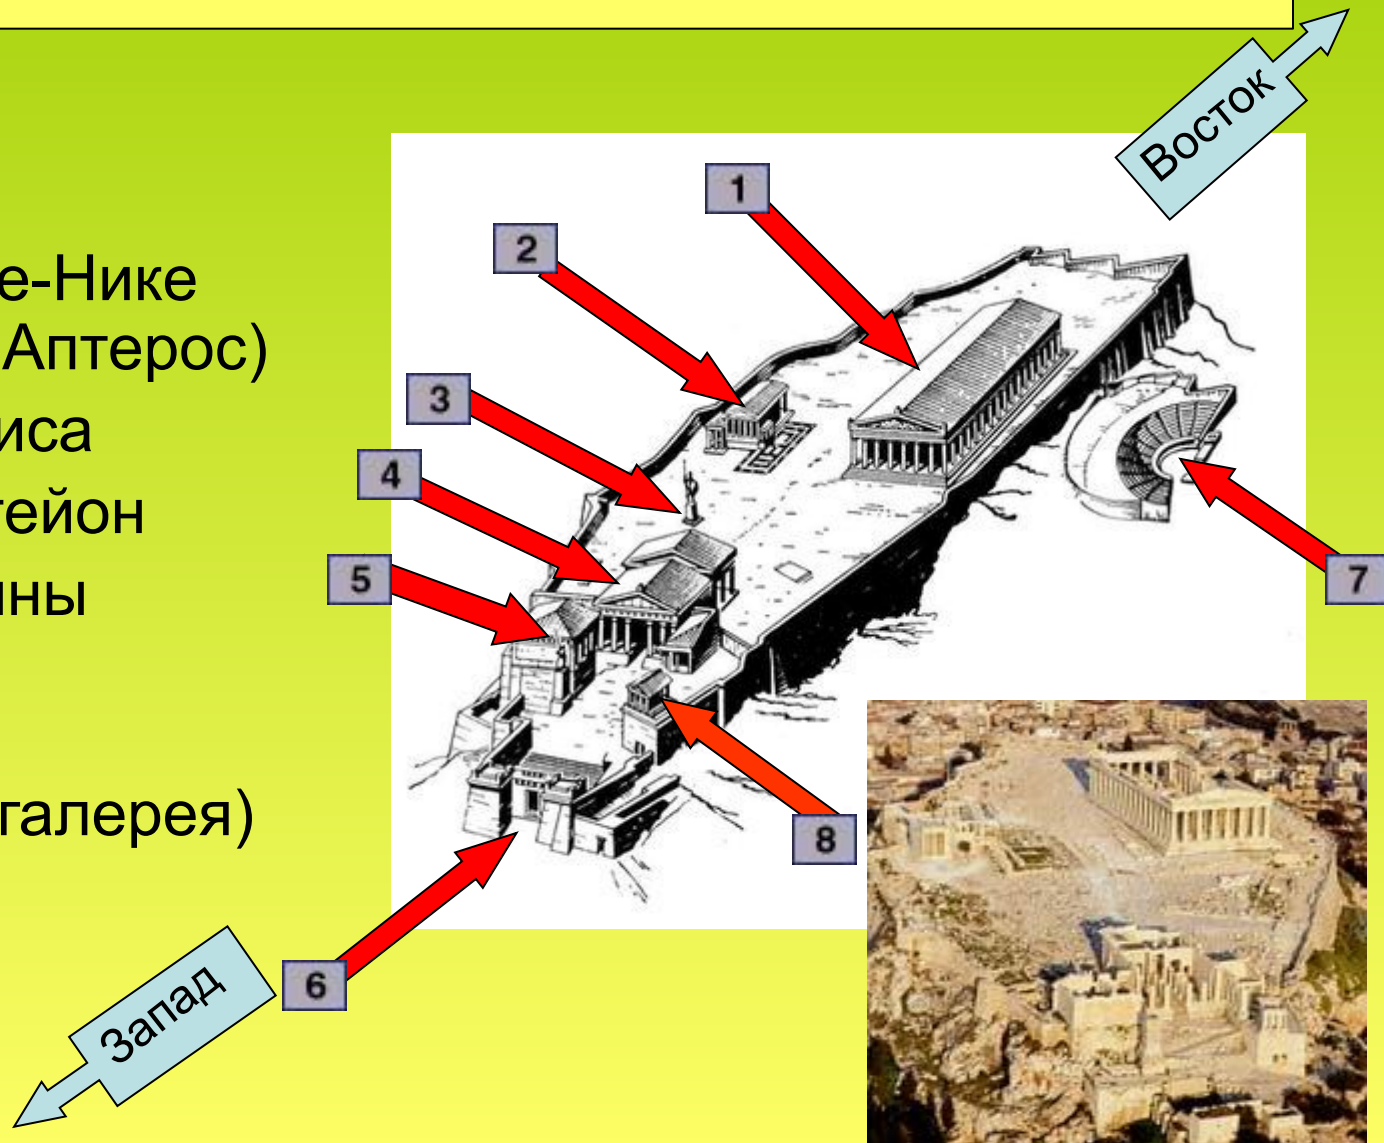 Восток
1
2
е-Нике
Аптерос)
3
иса
4
тейон
5
ины
7
галерея)
8
6
Запад